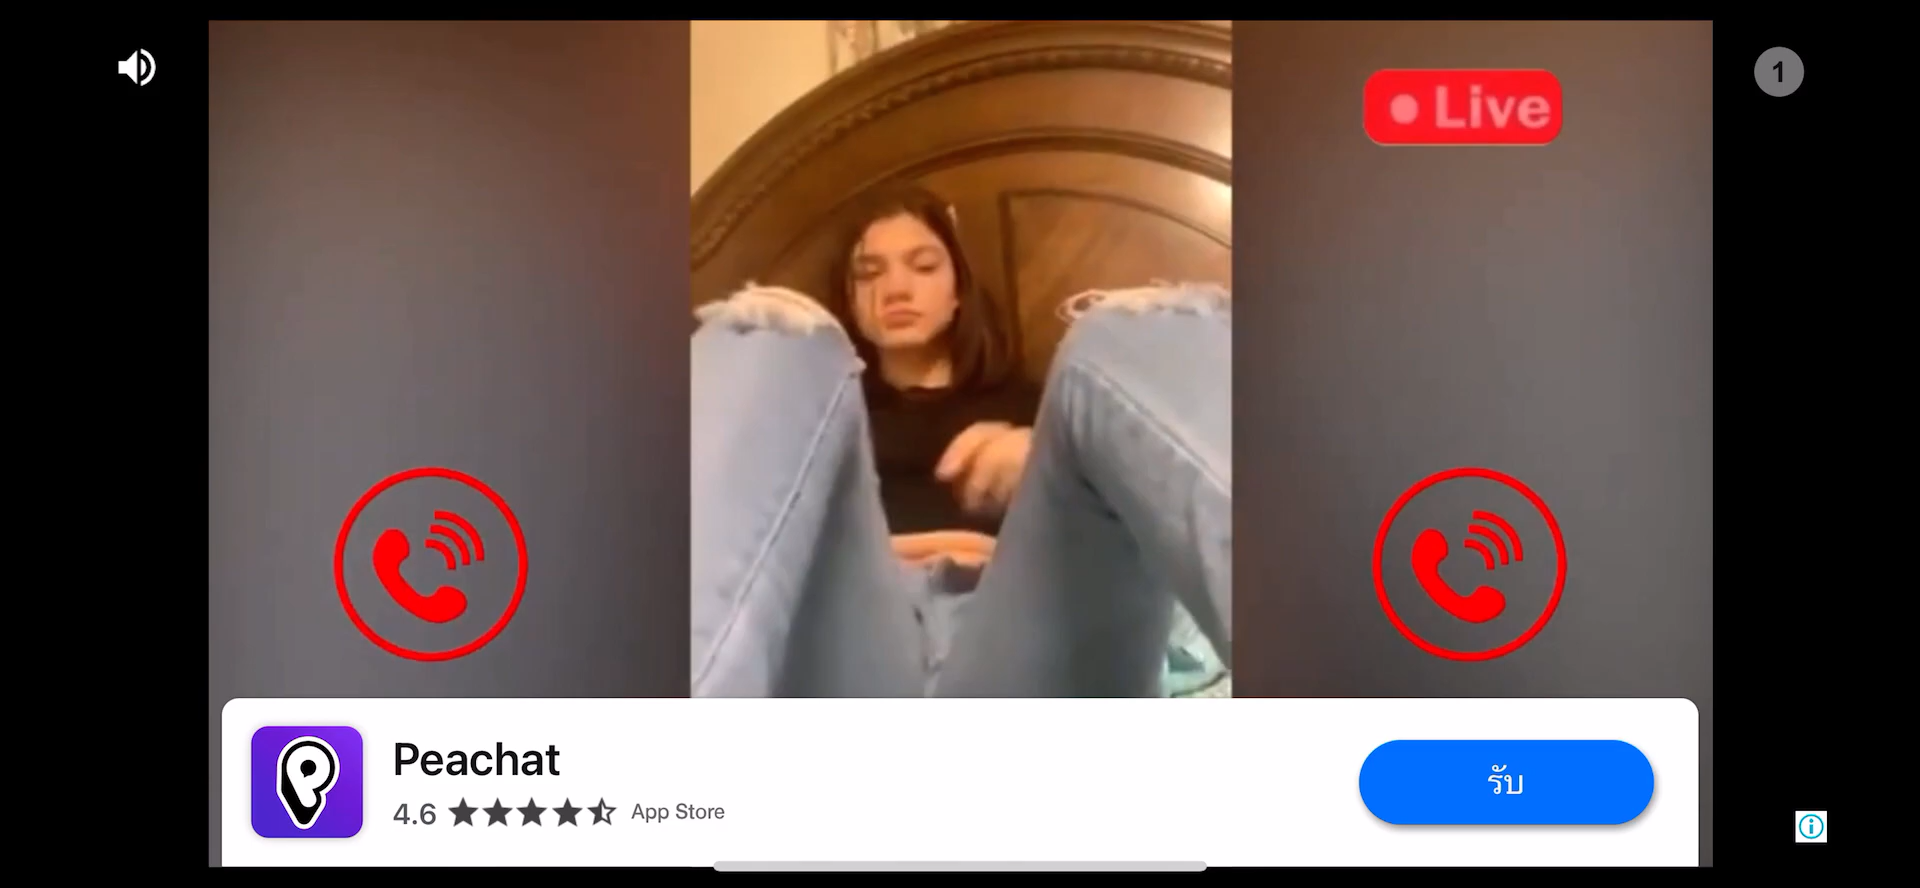 1
Live
Peachat
4.6
App Store
รับ